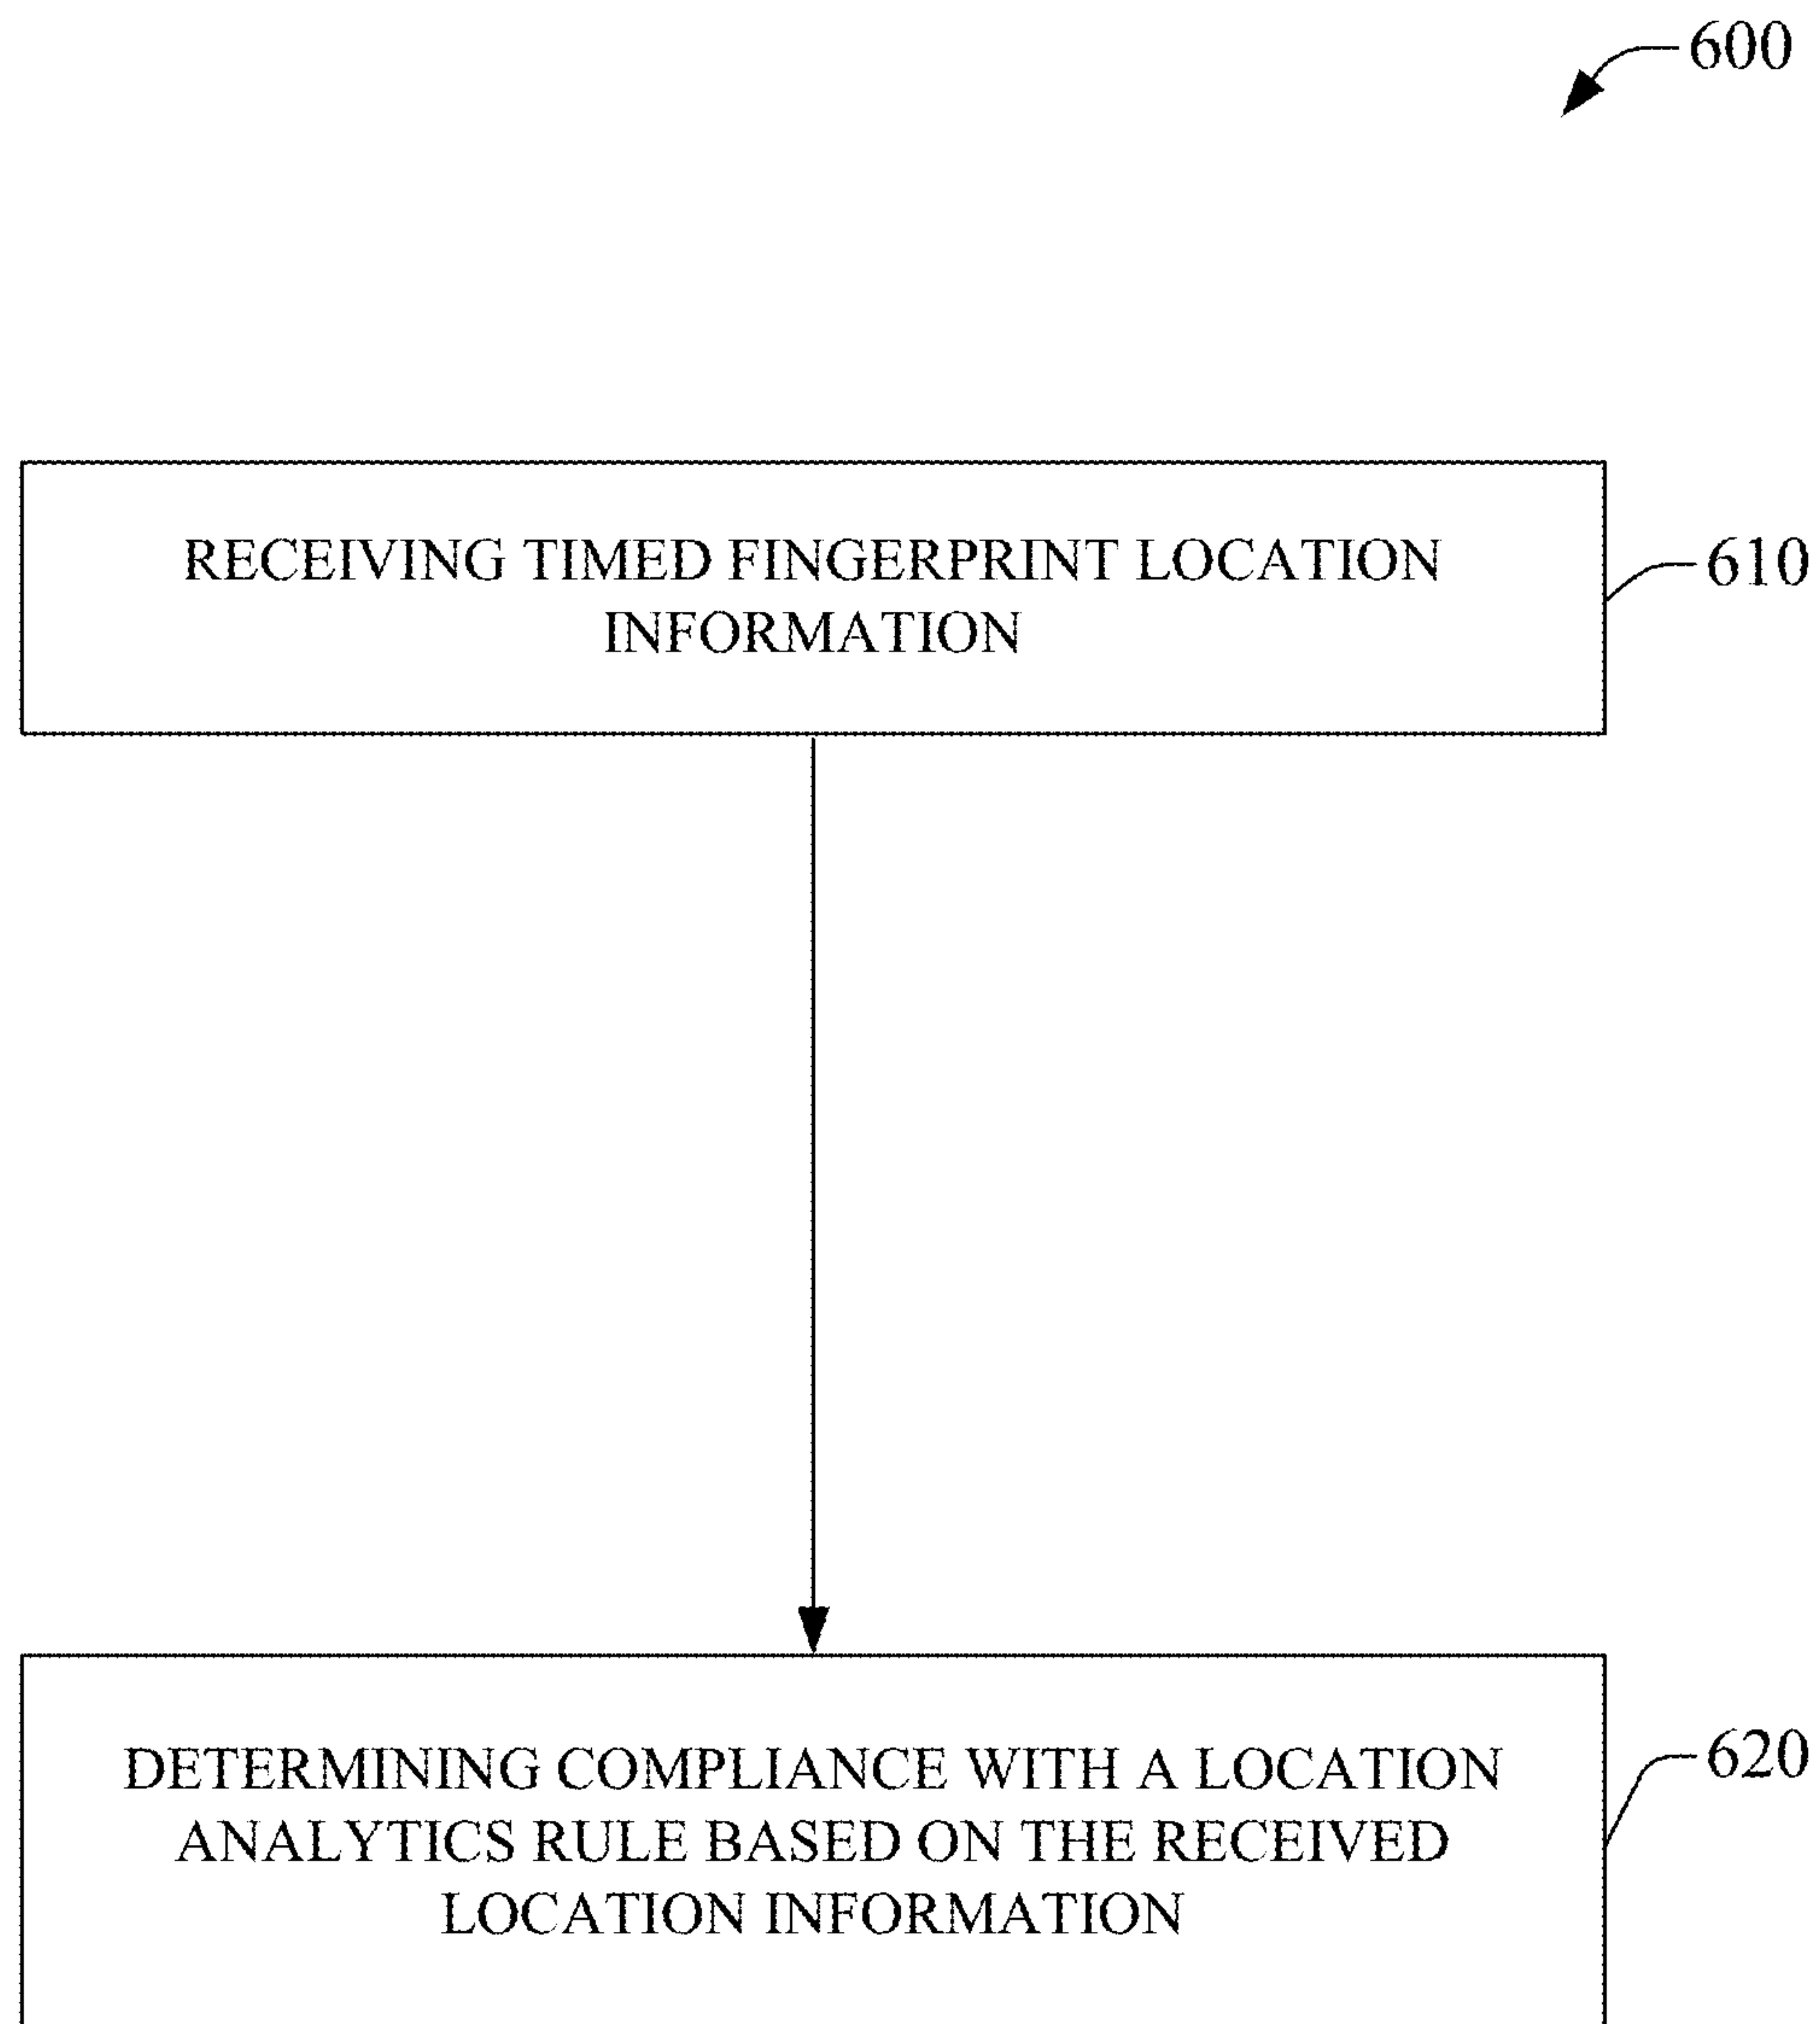 600
RECEIVING TIMED FINGERPRINT LOCATION
INFORMATION
610
DETERMINING COMPLIANCE WITH A LOCATION
ANALYTICS RULE BASED ON THE RECEIVED
LOCATION INFORMATION
620